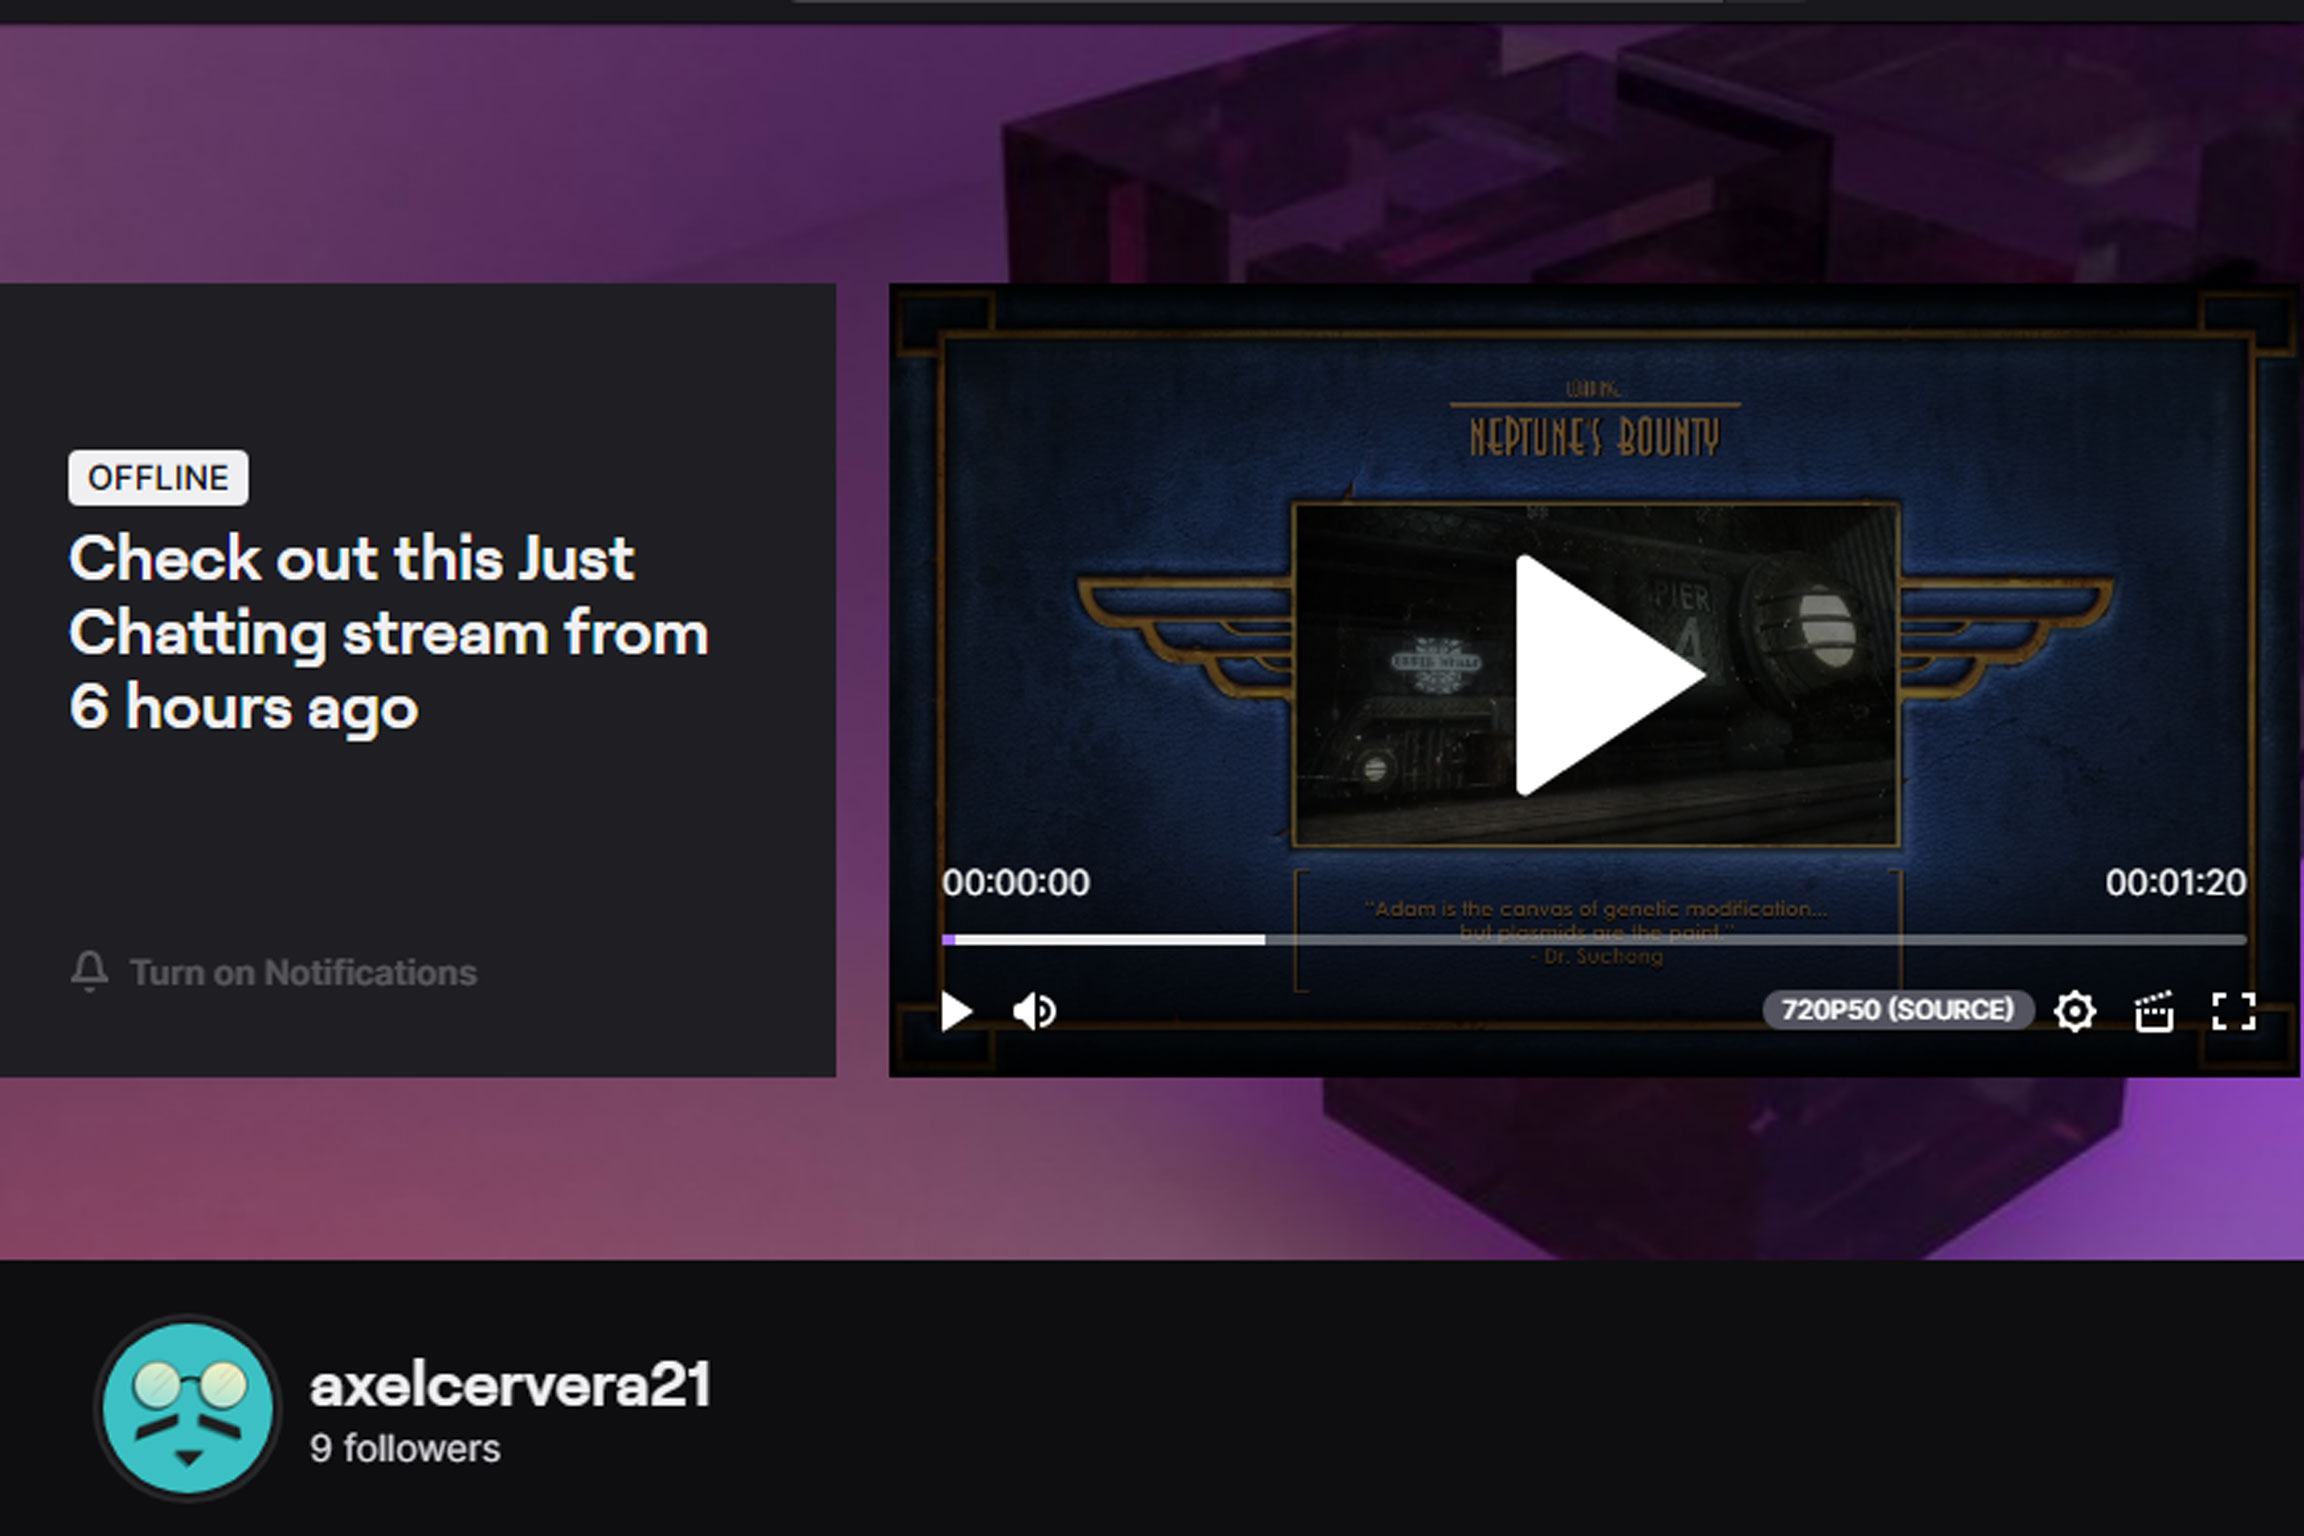 OFFLINE
Check out this Just
Chatting stream from
6 hours ago
Turn on Notifications
LOADING...
NEPTUNE'S BOUNTY
PIER
4
00:00:00
00:01:20
"Adam is the canvas of genetic modification...
but plasmids are the paint."
- Dr. Suchong
720P50 (SOURCE)
axelcervera21
9 followers